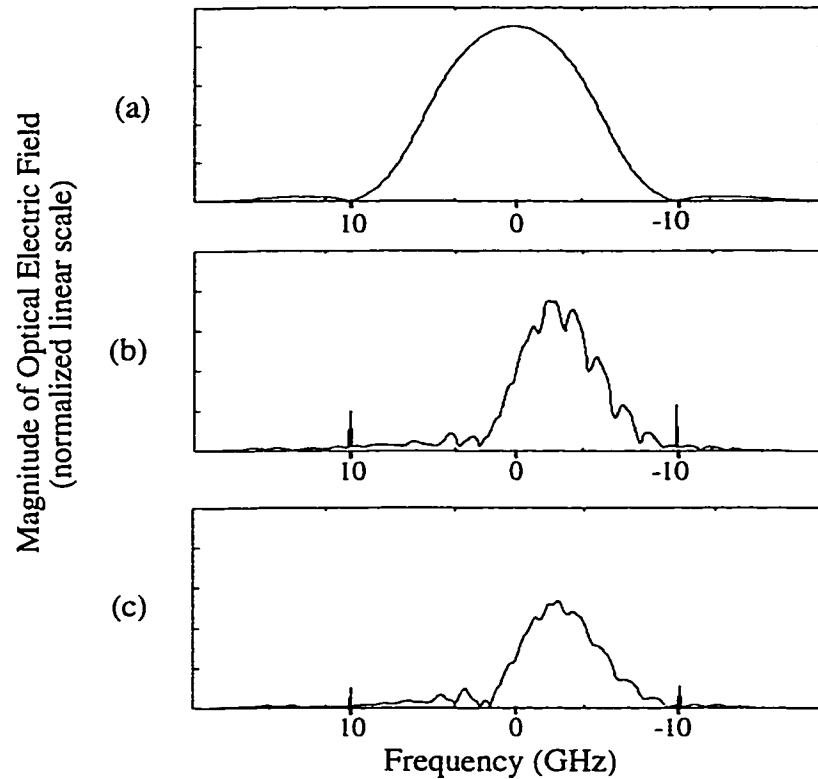 Magnitude of Optical Electric Field
(normalized linear scale)
(a)
10 0 -10
(b)
10 0 -10
(c)
10 0 -10
Frequency (GHz)